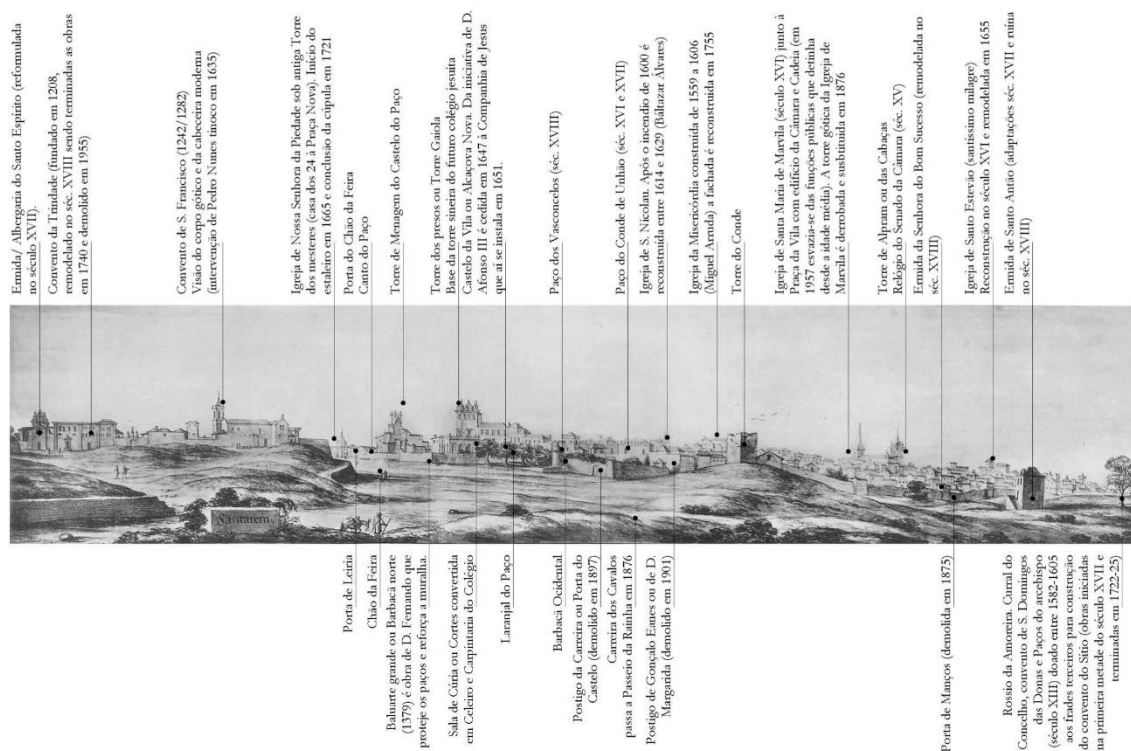 Ermida/ Albergaria do Santo Espírito (reformulada
no século XVII).
Convento da Trindade (fundado em 1208,
remodelado no séc. XVIII sendo terminadas as obras
em 1740 e demolido em 1955)
Convento de S. Francisco (1242/1282)
Visão do corpo gótico e da cabeceira moderna
(intervenção de Pedro Nunes tinoco em 1635)
Igreja de Nossa Senhora da Piedade sob antiga Torre
dos mesteres (casa dos 24 à Praça Nova). Início do
estaleiro em 1665 e conclusão da cúpula em 1721
Porta do Chão da Feira
Canto do Paço
Torre de Menagem do Castelo do Paço
Torre dos presos ou Torre Gaiola
Base da torre sineira do futuro colégio jesuita
Castelo da Vila ou Alcaçova Nova. Da iniciativa de D.
Afonso III é cedida em 1647 à Companhia de Jesus
que aí se instala em 1651.
Paço dos Vasconcelos (séc. XVIII)
Paço do Conde de Unhão (séc. XVI e XVII)
Igreja de S. Nicolau. Após o incendio de 1600 é
reconstruída entre 1614 e 1629 (Báltazar Álvares)
Igreja da Misericórdia construida de 1559 a 1606
(Miguel Arruda) a fachada é reconstruida em 1755
Torre do Conde
Igreja de Santa Maria de Marvila (século XVI) junto à
Praça da Vila com edifício da Câmara e Cadeia (em
1957 esvazia-se das funções públicas que detinha
desde a idade média). A torre gótica da Igreja de
Marvila é derrobada e susbtiruida em 1876
Torre de Alpram ou das Cabaças
Relógio do Senado da Câmara (séc. XV)
Ermida da Senhora do Bom Sucesso (remodelada no
séc. XVIII)
Igreja de Santo Estevão (santíssimo milagre)
Reconstrução no século XVI e remodelada em 1655
Ermida de Santo Antão (adaptações séc. XVII e ruína
no séc. XVIII)
Santarem
Porta de Leiria
Chão da Feira
Baluarte grande ou Barbacã norte
(1379) é obra de D. Fernando que
proteje os paços e reforça a muralha.
Sala de Cúria ou Cortes convertida
em Celeiro e Carpintaria do Colégio
Laranjal do Paço
Barbacã Ocidental
Postigo da Carreira ou Porta do
Castelo (demolido em 1897)
Carreira dos Cavalos
passa a Passeio da Rainha em 1876
Postigo de Gonçalo Eanes ou de D.
Margarida (demolido em 1901)
Porta de Manços (demolida em 1875)
Rossio da Amoreira. Curral do
Concelho, convento de S. Domingos
das Donas e Paços do arcebispo
(século XIII) doado entre 1582-1605
aos frades terceiros para construção
do convento do Sítio (obras iniciadas
na primeira metade do século XVII e
terminadas em 1722-25)